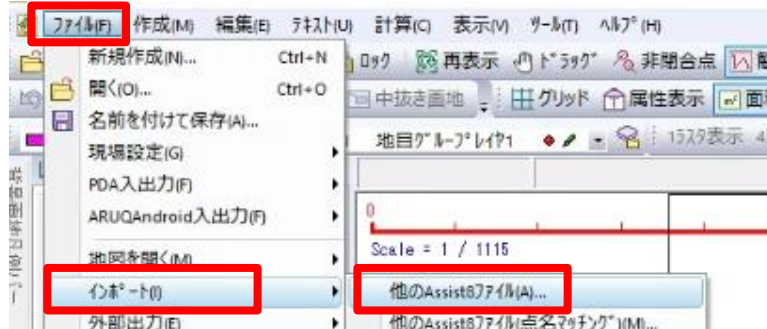 ファイル(F) 作成(M) 編集(E) テキスト(U) 計算(C) 表示(V) ツール(T) ヘルプ(H)
新規作成(N)... Ctrl+N
ロック 再表示 ドラッグ 非閉合点
開く(O)... Ctrl+O
中抜き画地 グリッド 属性表示
名前を付けて保存(A)...
地目グループレイヤ1 1ラスタ表示
現場設定(G)
PDA入出力(F)
ARUQAndroid入出力(F)
0
地図を開く(M)
Scale = 1 / 1115
インポート(I)
他のAssist8ファイル(A)...
外部出力(E)
他のAssist8ファイル(点名マッチング)(M)...